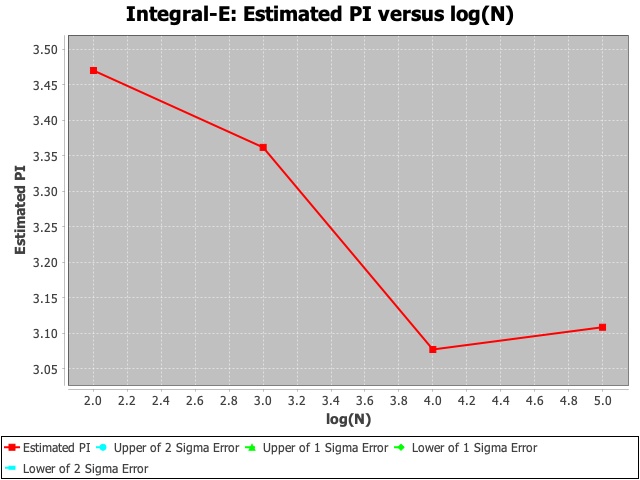 Integral-E: Estimated PI versus log(N)
3.50
3.45
3.40
3.35
3.30
3.25
3.20
3.15
3.10
3.05
Estimated PI
2.0 2.2 2.4 2.6 2.8 3.0 3.2 3.4 3.6 3.8 4.0 4.2 4.4 4.6 4.8 5.0
log(N)
Estimated PI Upper of 2 Sigma Error Upper of 1 Sigma Error Lower of 1 Sigma Error
Lower of 2 Sigma Error